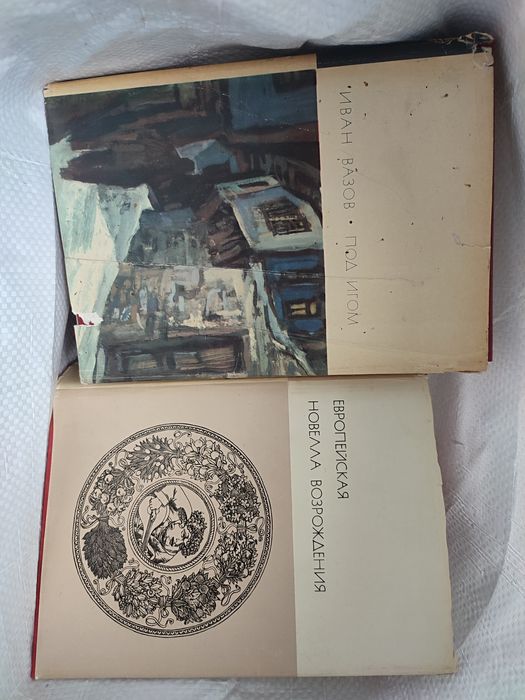 ИВАН ВАЗОВ • ПОД ИГОМ
ЕВРОПЕЙСКАЯ
НОВЕЛЛА ВОЗРОЖДЕНИЯ